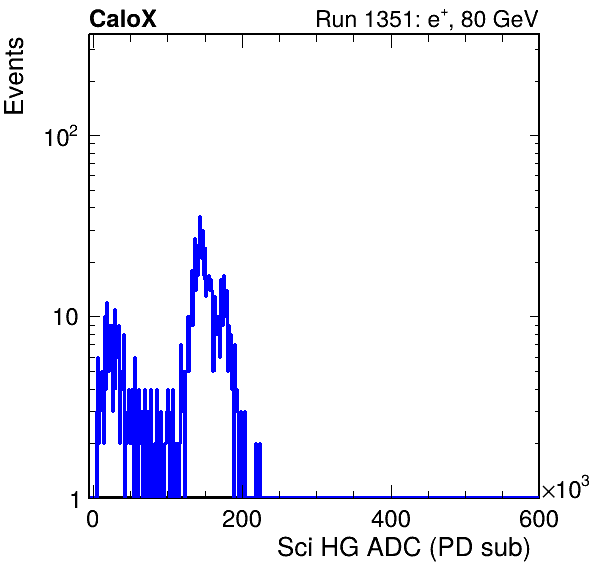 CaloX Run 1351: e⁺, 80 GeV
Events
10²
10
1
0 200 400 600
×10³
Sci HG ADC (PD sub)